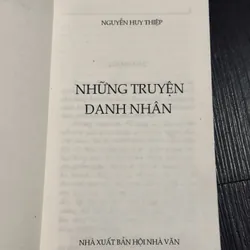 NGUYỄN HUY THIỆP
NHỮNG TRUYỆN
DANH NHÂN
NHÀ XUẤT BẢN HỘI NHÀ VĂN